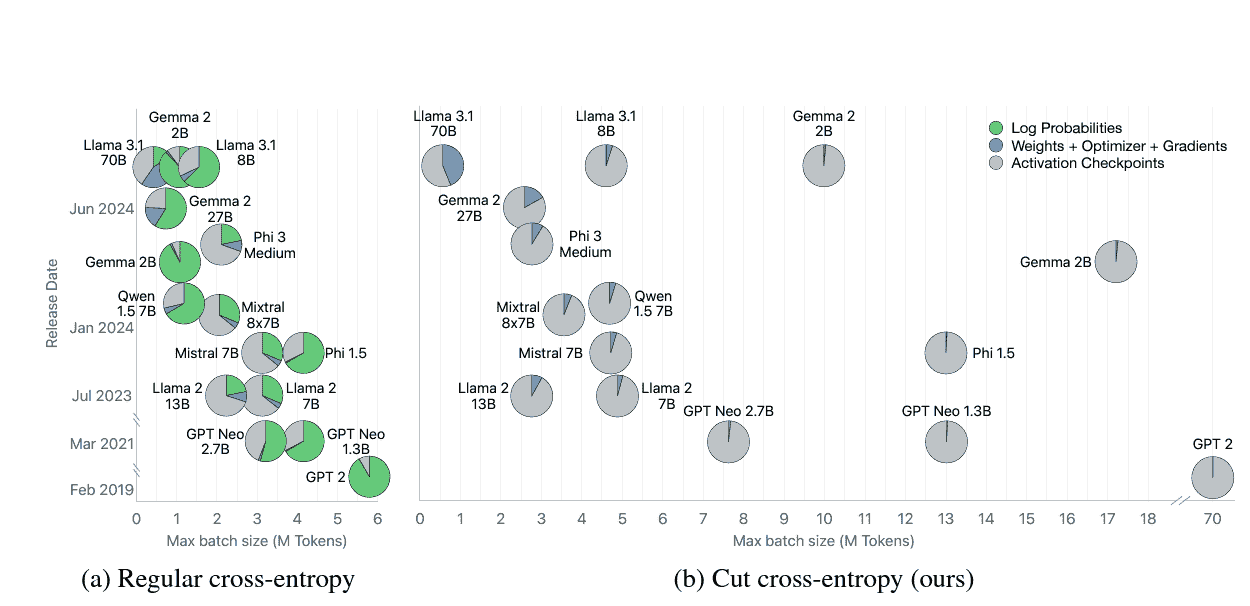 Gemma 2
2B
Llama 3.1
70B
Llama 3.1
8B
Jun 2024
Gemma 2
27B
Phi 3
Medium
Gemma 2B
Qwen
1.5 7B
Mixtral
8x7B
Jan 2024
Mistral 7B
Phi 1.5
Jul 2023
Llama 2
13B
Llama 2
7B
Mar 2021
GPT Neo
2.7B
GPT Neo
1.3B
GPT 2
Feb 2019
Release Date
0 1 2 3 4 5 6
Max batch size (M Tokens)
(a) Regular cross-entropy
Llama 3.1
70B
Llama 3.1
8B
Gemma 2
2B
Log Probabilities
Weights + Optimizer + Gradients
Activation Checkpoints
Gemma 2
27B
Phi 3
Medium
Gemma 2B
Mixtral
8x7B
Qwen
1.5 7B
Mistral 7B
Phi 1.5
Llama 2
13B
Llama 2
7B
GPT Neo 2.7B
GPT Neo 1.3B
GPT 2
0 1 2 3 4 5 6 7 8 9 10 11 12 13 14 15 16 17 18 70
Max batch size (M Tokens)
(b) Cut cross-entropy (ours)